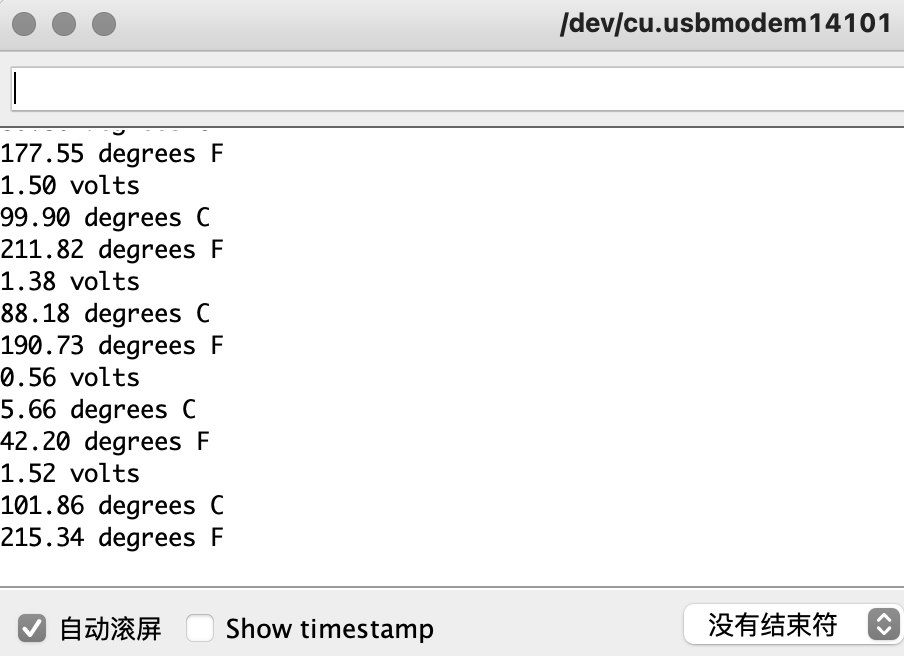 /dev/cu.usbmodem14101
177.55 degrees F
1.50 volts
99.90 degrees C
211.82 degrees F
1.38 volts
88.18 degrees C
190.73 degrees F
0.56 volts
5.66 degrees C
42.20 degrees F
1.52 volts
101.86 degrees C
215.34 degrees F
自动滚屏 Show timestamp 没有结束符